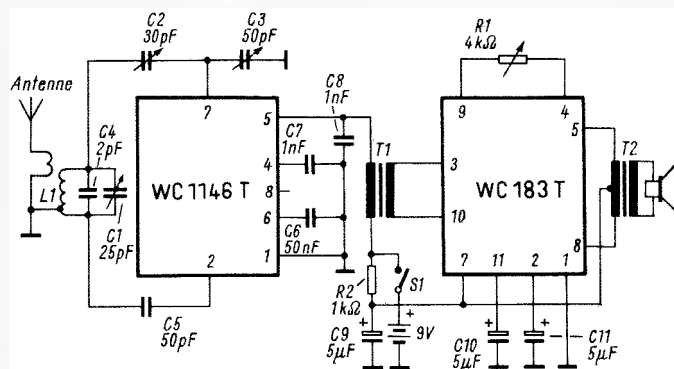 C2
30pF
C3
50pF
R1
4kΩ
Antenne
C4
2pF
L1
C1
25pF
C5
50pF
7
WC 1146 T
5
4
8
6
1
2
C8
1nF
C7
1nF
C6
50nF
T1
R2
1kΩ
S1
C9
5µF
+
+
9V
9
4
5
3
WC 183 T
10
8
7
11
2
1
T2
+
C10
5µF
+
C11
5µF